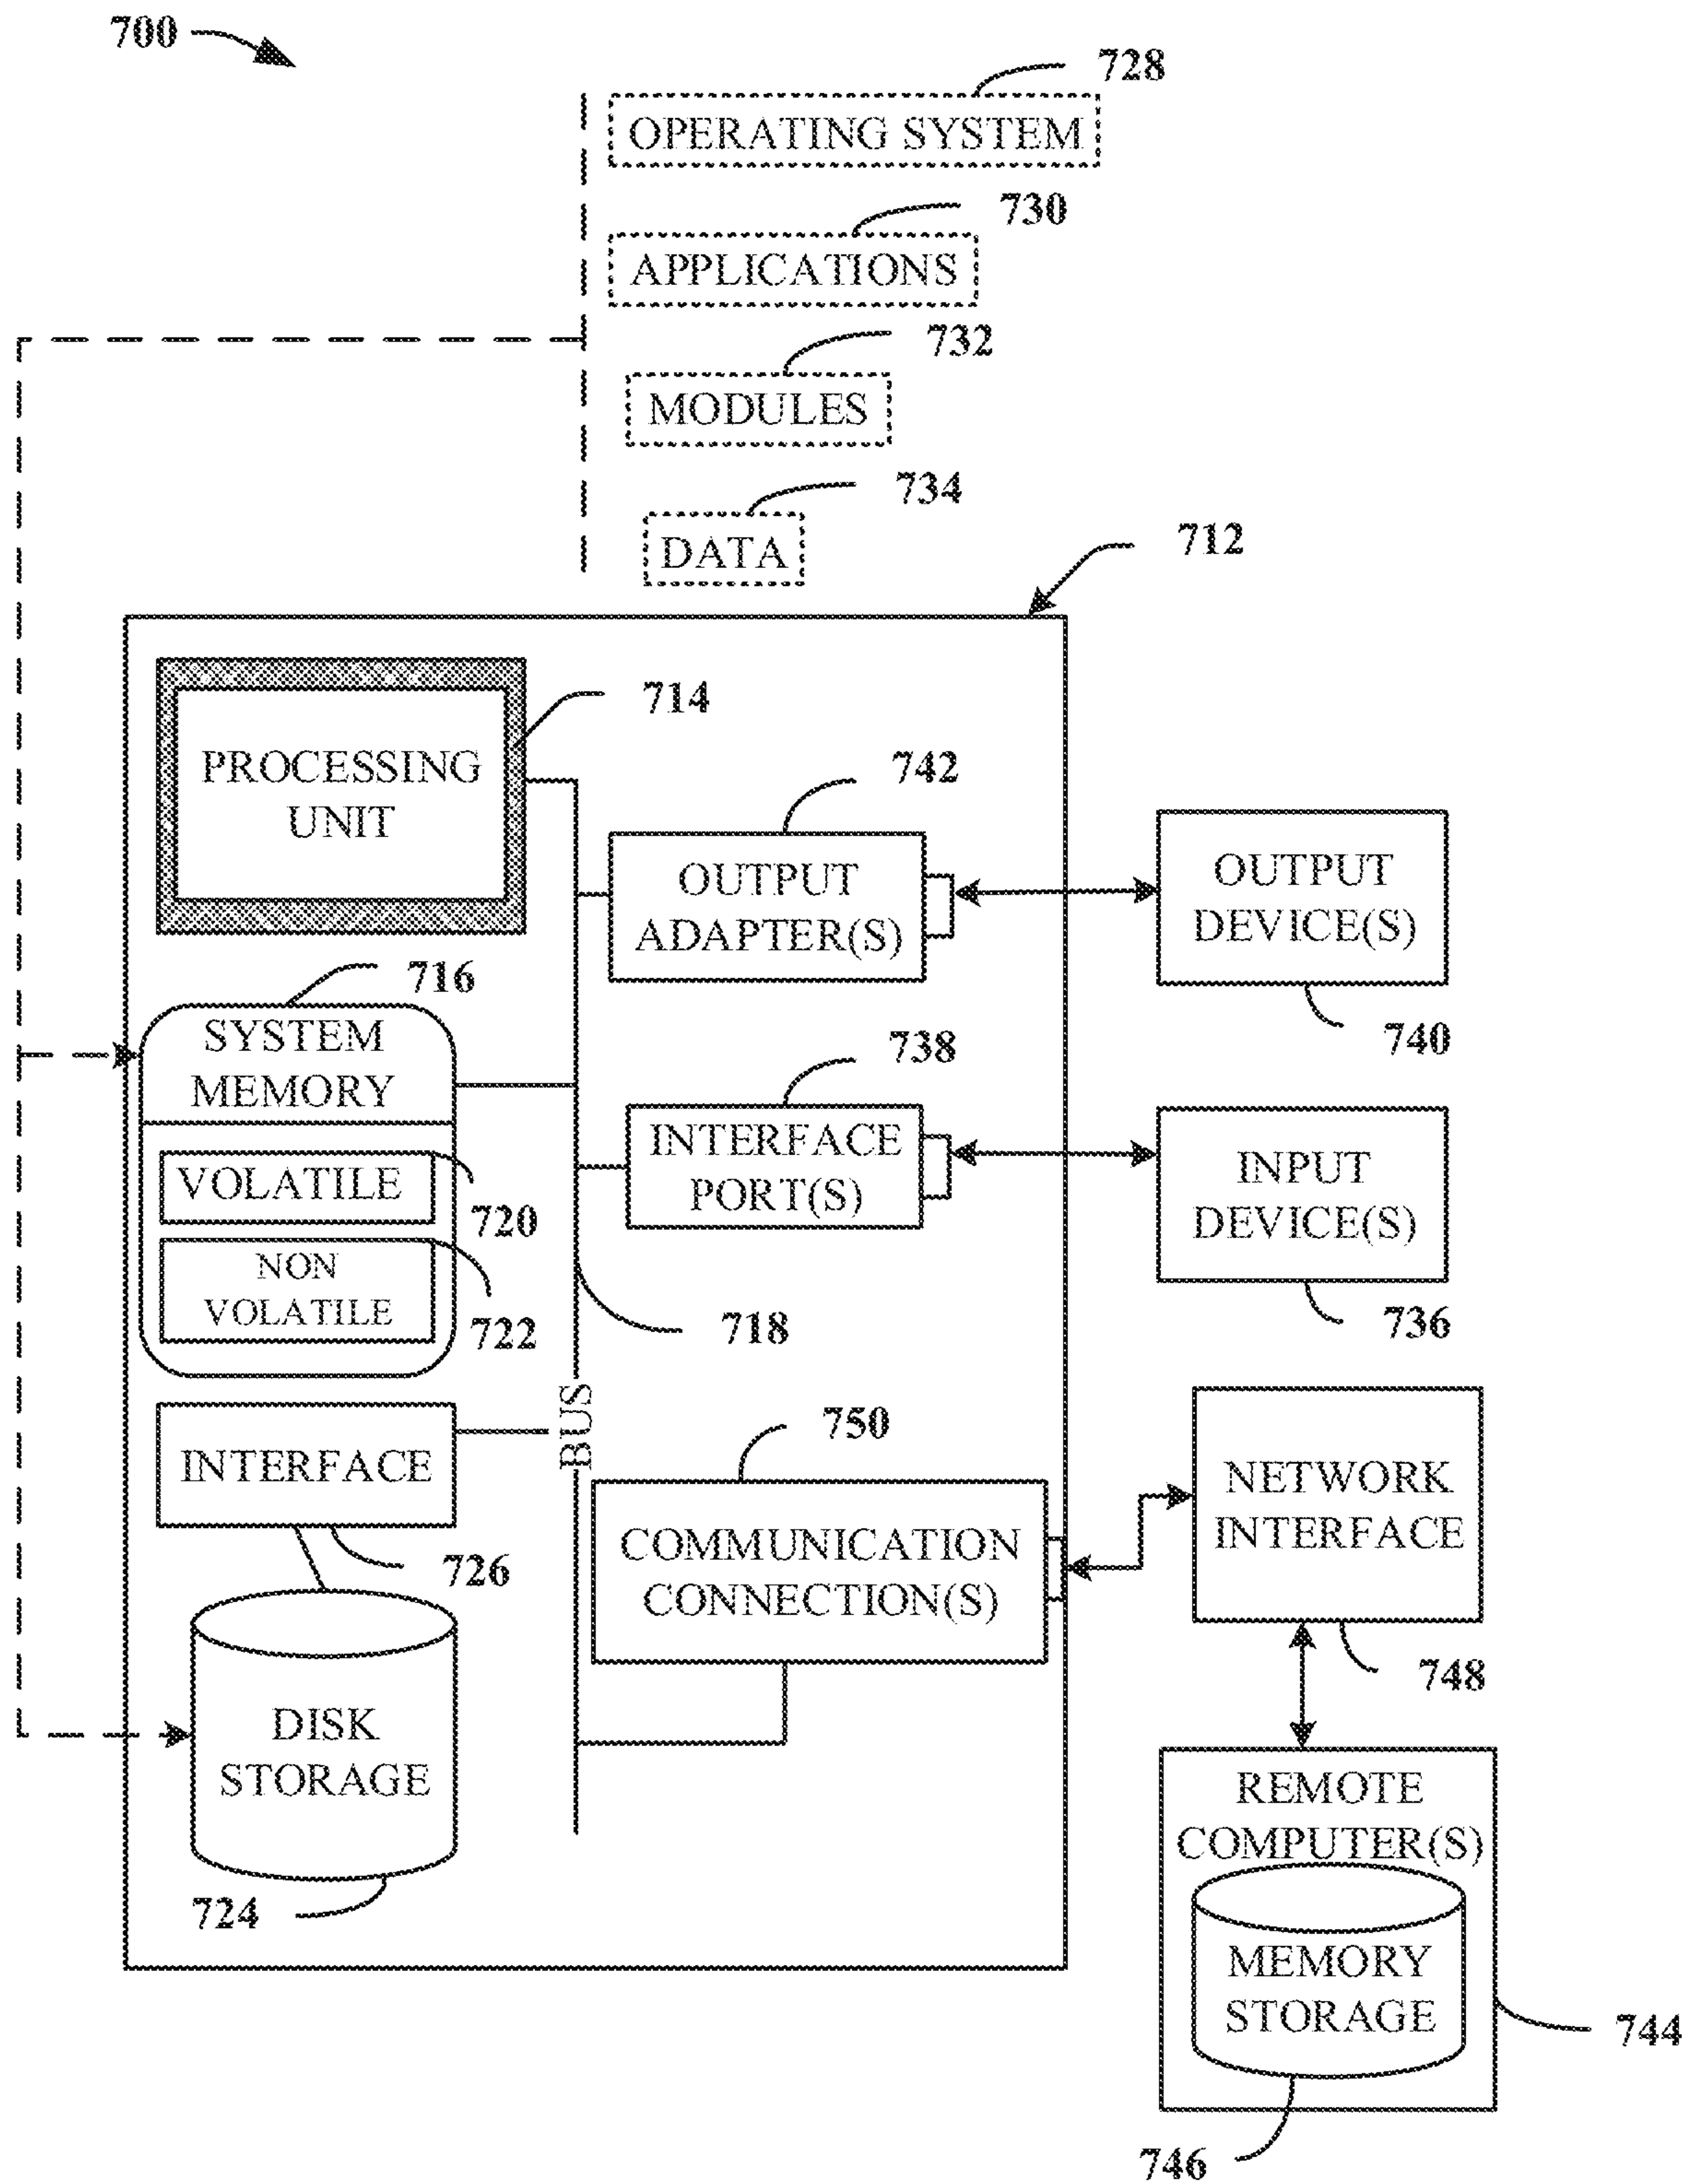 700
728
OPERATING SYSTEM
730
APPLICATIONS
732
MODULES
734
DATA
712
714
PROCESSING
UNIT
742
OUTPUT
ADAPTER(S)
OUTPUT
DEVICE(S)
740
716
SYSTEM
MEMORY
VOLATILE
720
NON
VOLATILE
722
738
INTERFACE
PORT(S)
INPUT
DEVICE(S)
736
718
BUS
INTERFACE
726
750
COMMUNICATION
CONNECTION(S)
NETWORK
INTERFACE
748
DISK
STORAGE
724
REMOTE
COMPUTER(S)
MEMORY
STORAGE
744
746